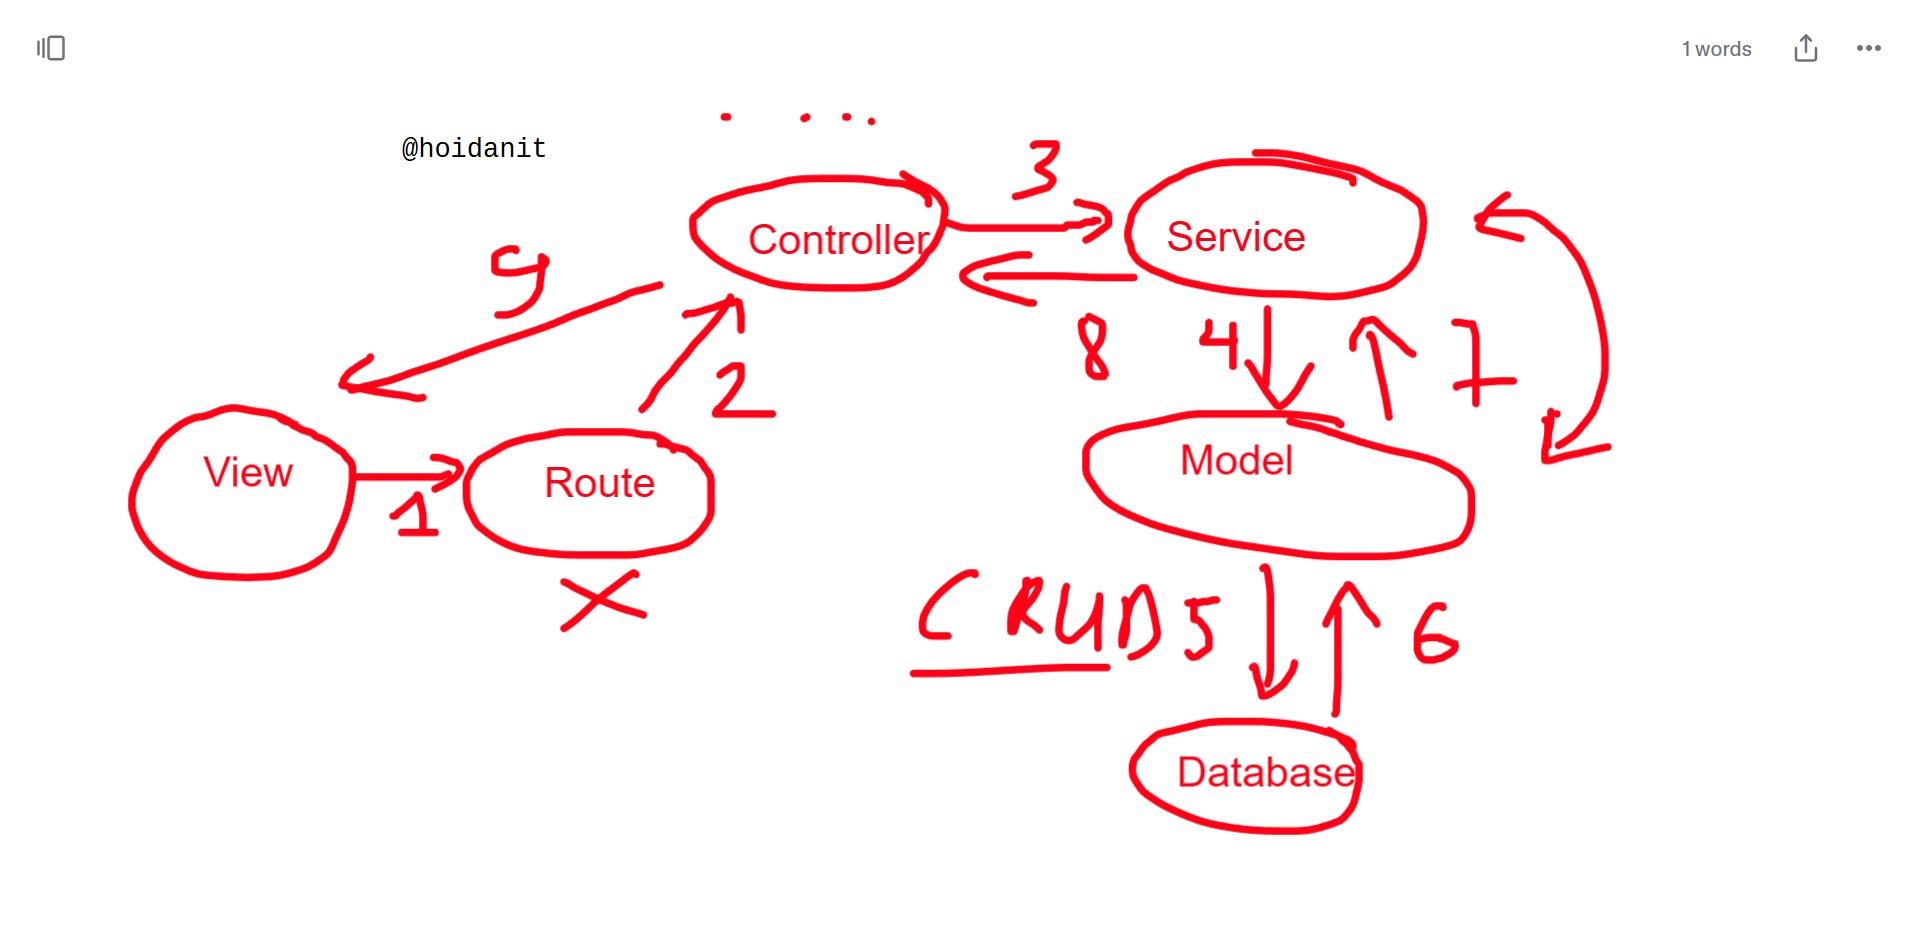 1 words
@hoidanit
3
Controller
Service
9
8
4
7
2
View
Route
Model
1
CRUD
5
6
Database